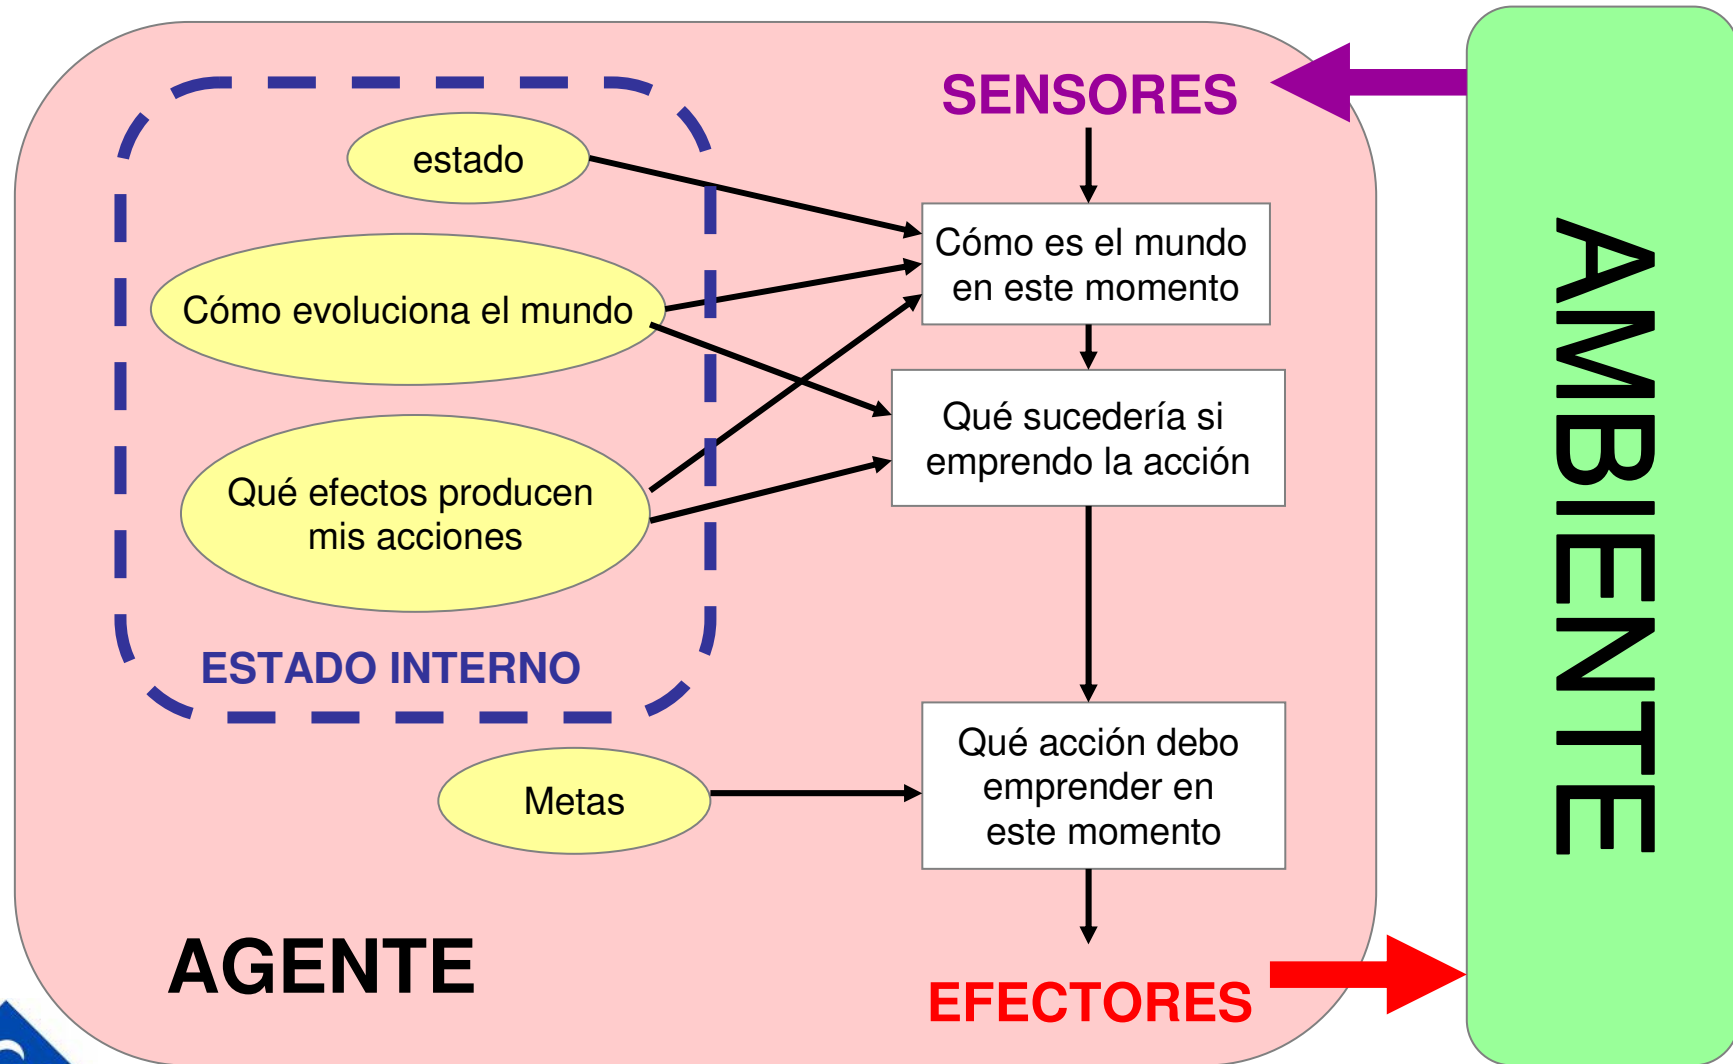 SENSORES
estado
Cómo es el mundo
en este momento
Cómo evoluciona el mundo
Qué sucedería si
emprendo la acción
Qué efectos producen
mis acciones
ESTADO INTERNO
Qué acción debo
emprender en
este momento
Metas
AGENTE
EFECTORES
AMBIENTE